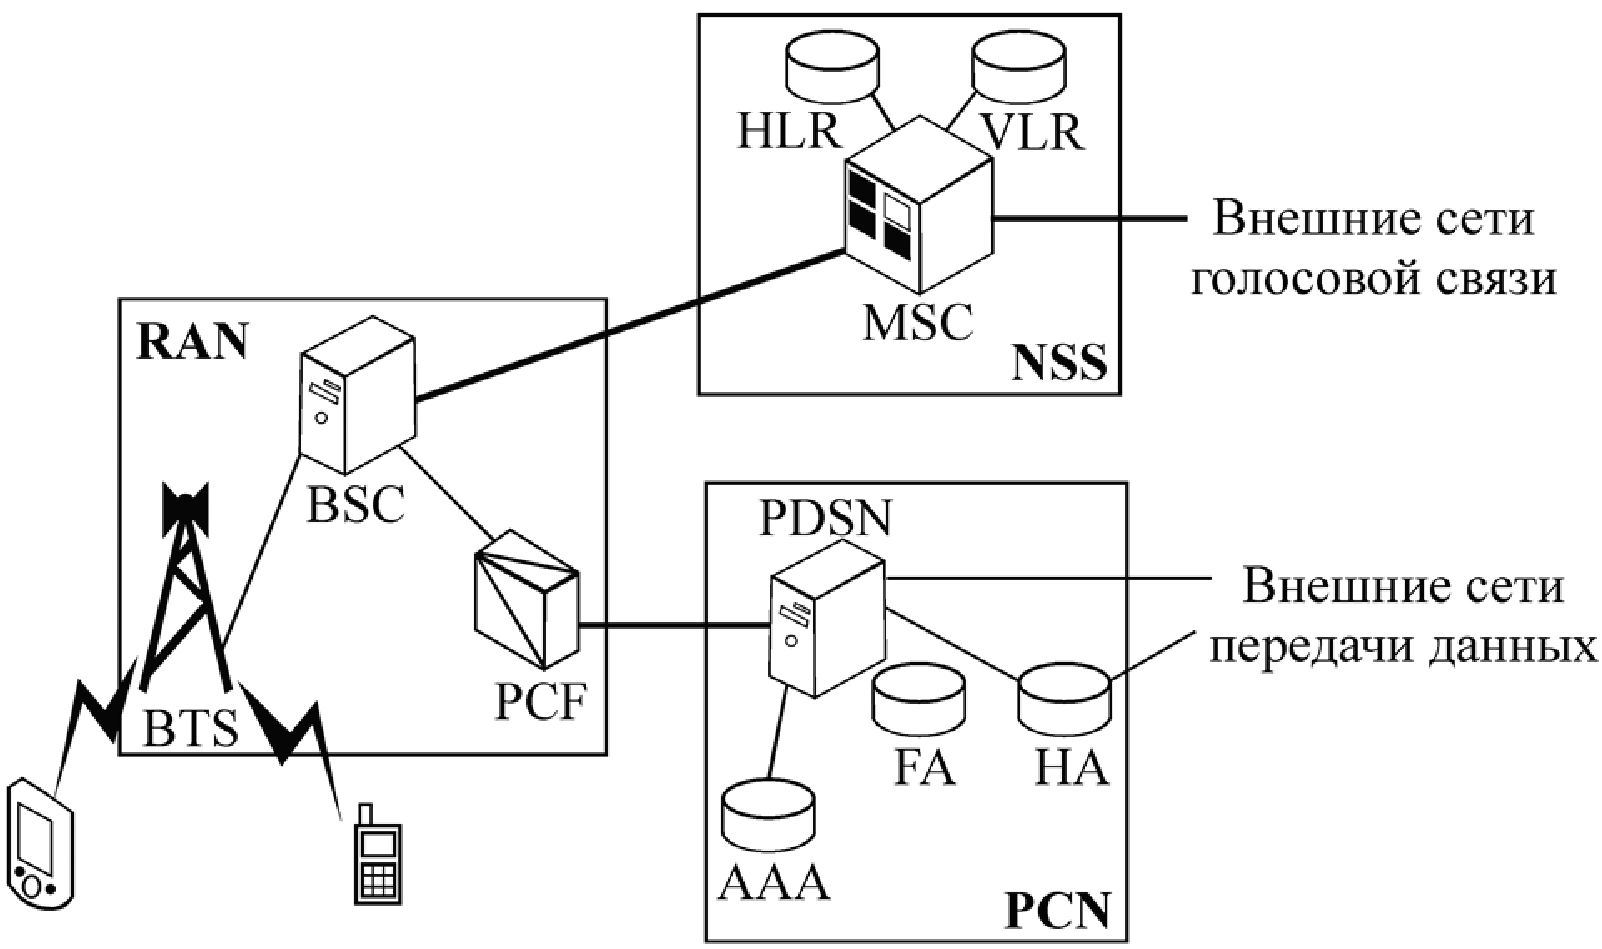 HLR
VLR
Внешние сети
голосовой связи
MSC
NSS
RAN
BSC
PDSN
Внешние сети
передачи данных
PCF
BTS
FA
HA
AAA
PCN